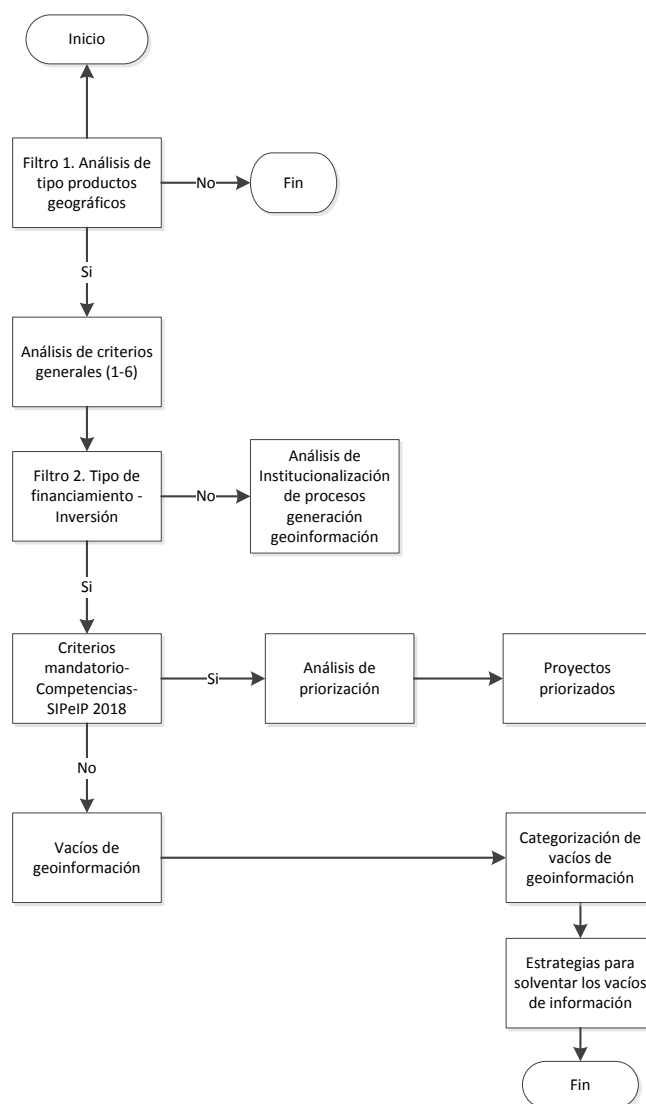 Inicio
Filtro 1. Análisis de
tipo productos
geográficos
No
Fin
Si
Análisis de criterios
generales (1-6)
Filtro 2. Tipo de
financiamiento -
Inversión
No
Análisis de
Institucionalización
de procesos
generación
geoinformación
Si
Criterios
mandatorio-
Competencias-
SIPeIP 2018
Si
Análisis de
priorización
Proyectos
priorizados
No
Vacíos de
geoinformación
Categorización de
vacíos de
geoinformación
Estrategias para
solventar los vacíos
de información
Fin